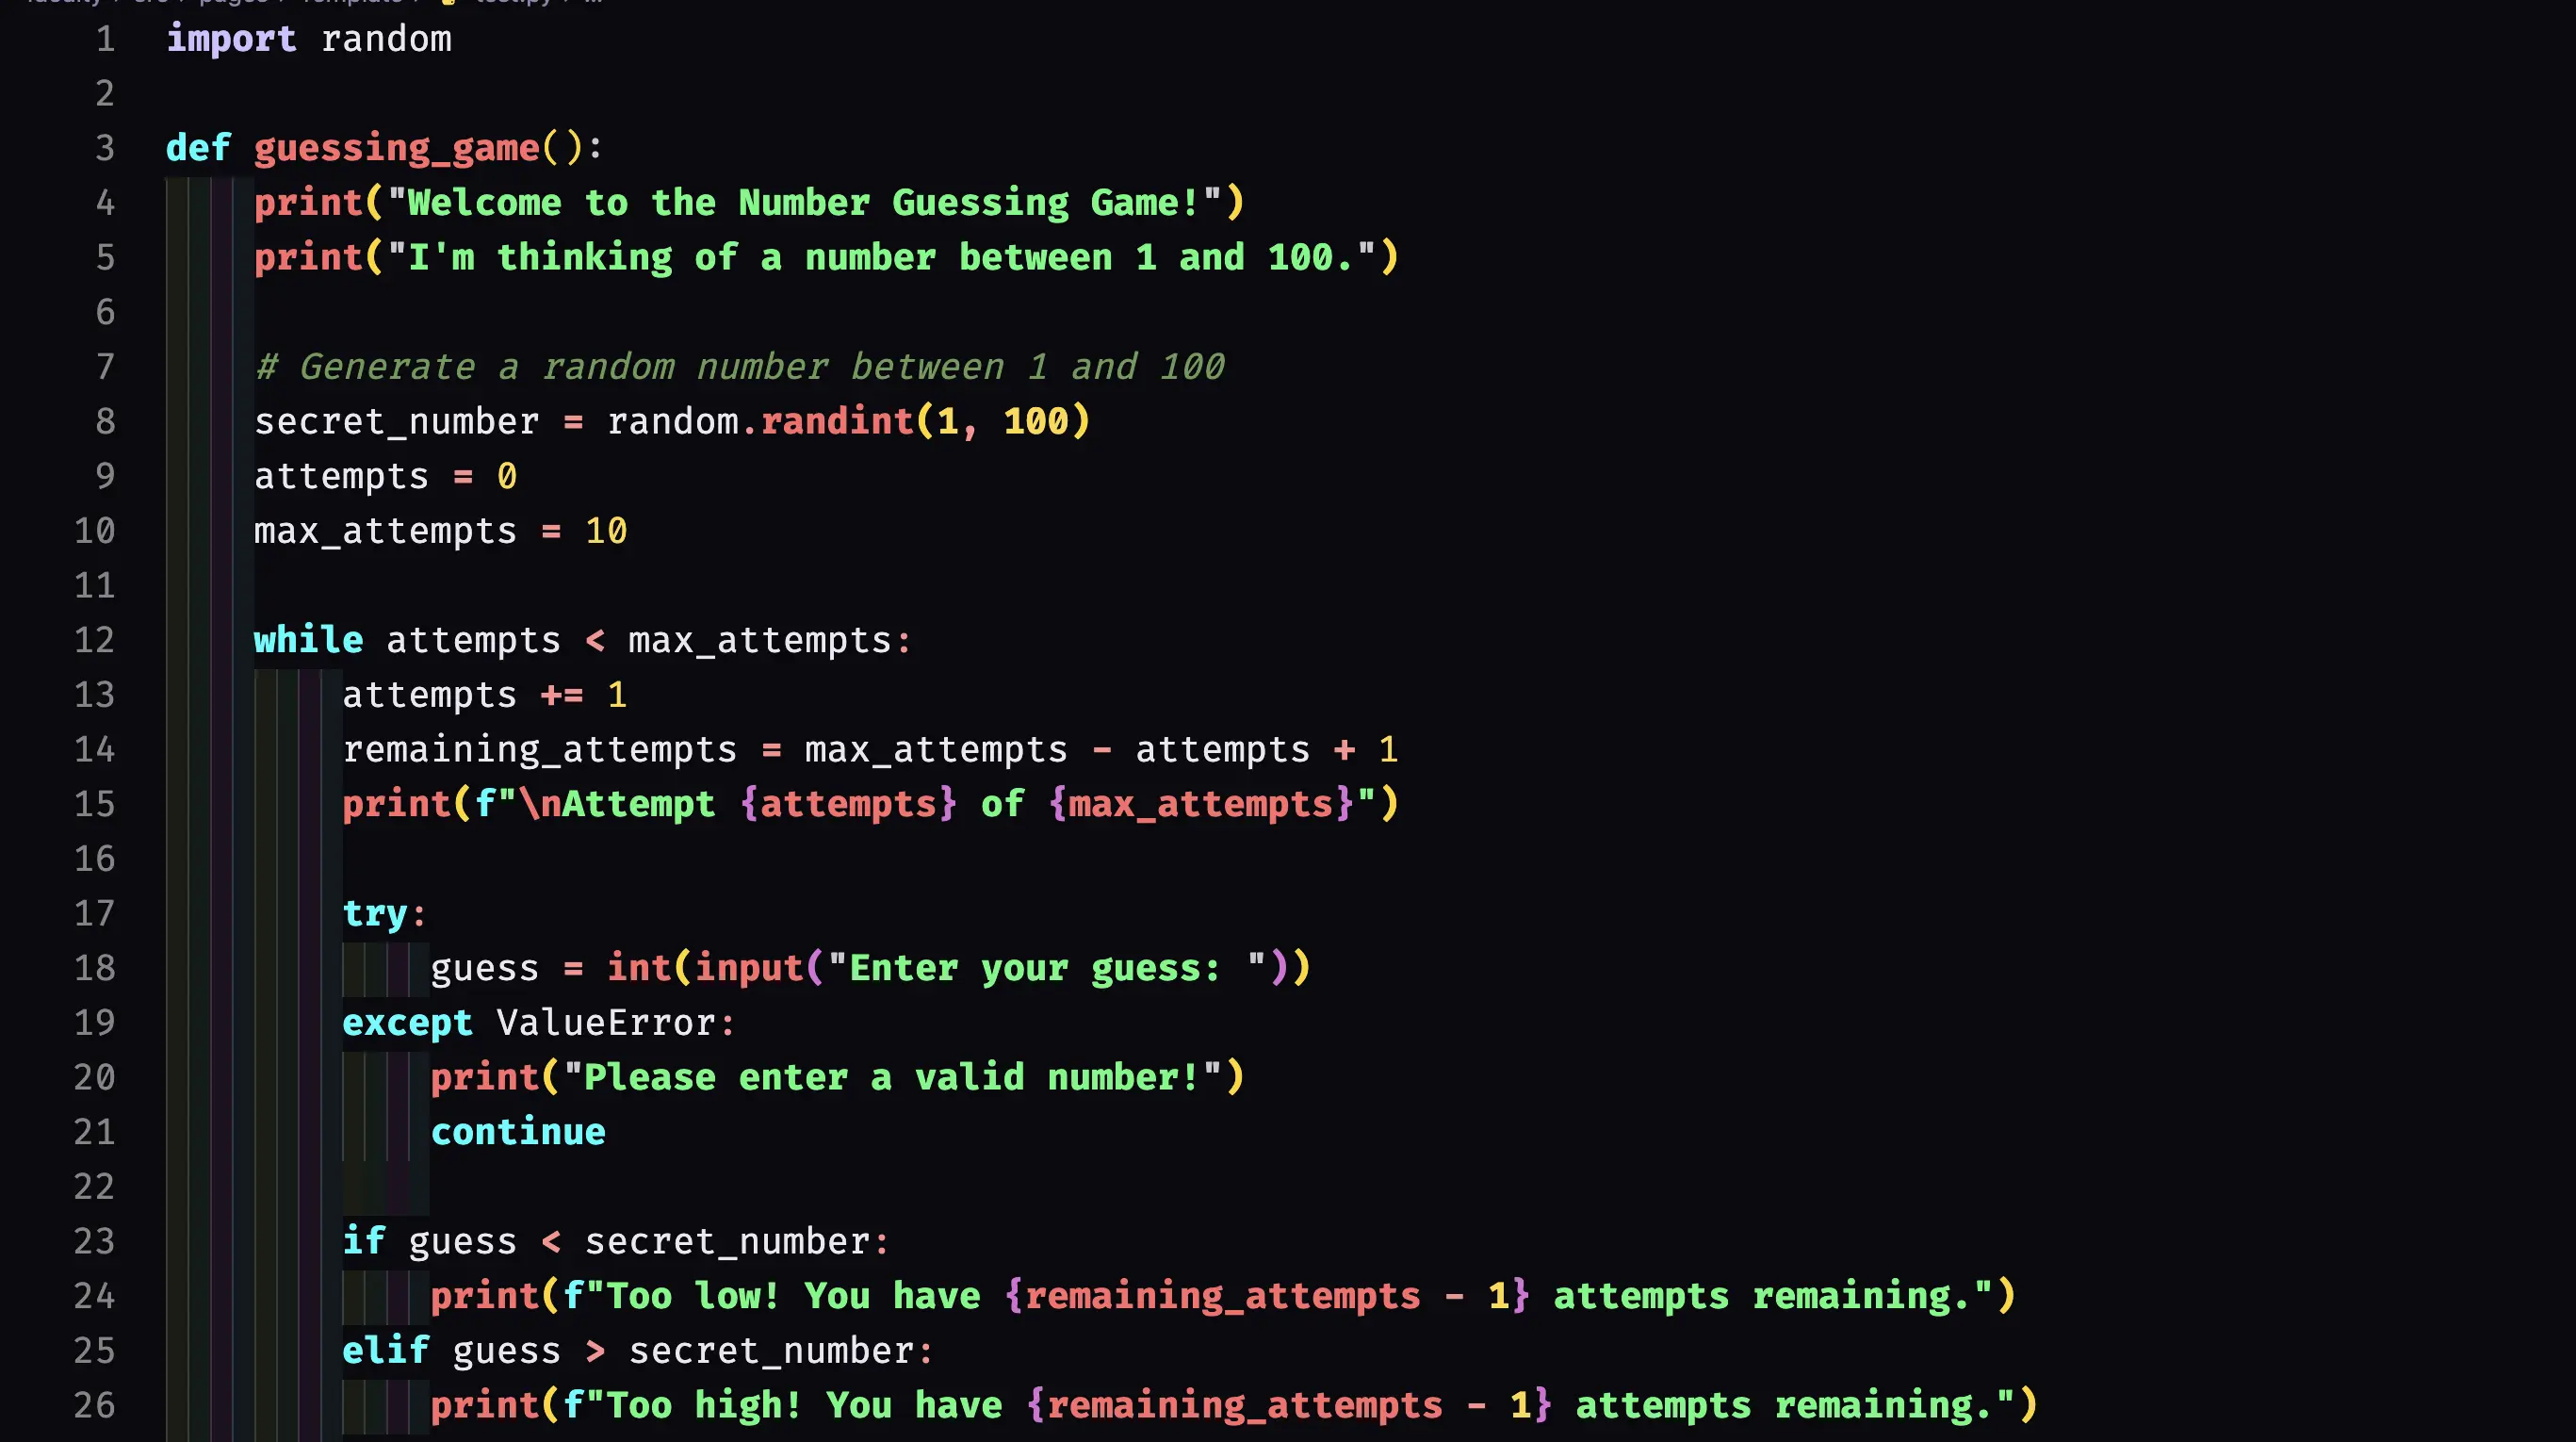 1 import random
2
3 def guessing_game():
4     print("Welcome to the Number Guessing Game!")
5     print("I'm thinking of a number between 1 and 100.")
6
7     # Generate a random number between 1 and 100
8     secret_number = random.randint(1, 100)
9     attempts = 0
10     max_attempts = 10
11
12     while attempts < max_attempts:
13         attempts += 1
14         remaining_attempts = max_attempts - attempts + 1
15         print(f"\nAttempt {attempts} of {max_attempts}")
16
17         try:
18             guess = int(input("Enter your guess: "))
19         except ValueError:
20             print("Please enter a valid number!")
21             continue
22
23         if guess < secret_number:
24             print(f"Too low! You have {remaining_attempts - 1} attempts remaining.")
25         elif guess > secret_number:
26             print(f"Too high! You have {remaining_attempts - 1} attempts remaining.")